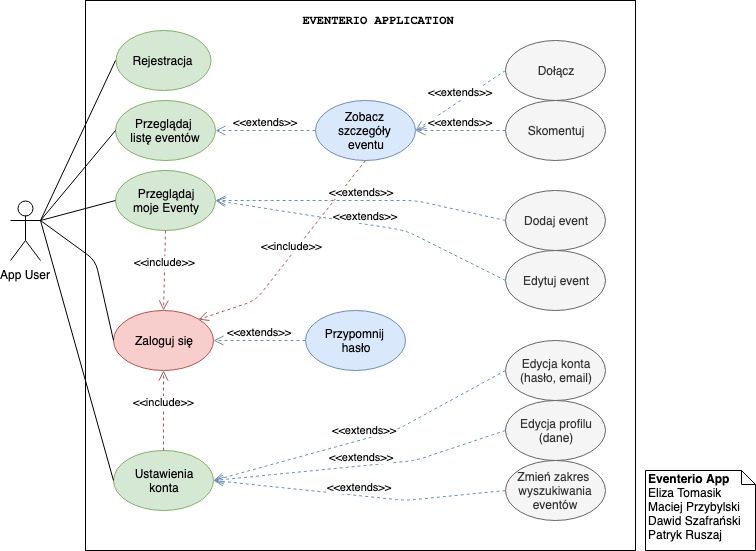 EVENTERIO APPLICATION
Rejestracja
Dołącz
<<extends>>
Przeglądaj
listę eventów
<<extends>>
Zobacz
szczegóły
eventu
<<extends>>
Skomentuj
Przeglądaj
moje Eventy
<<extends>>
<<extends>>
Dodaj event
App User
<<include>>
<<include>>
Edytuj event
Zaloguj się
<<extends>>
Przypomnij
hasło
Edycja konta
(hasło, email)
<<include>>
<<extends>>
Edycja profilu
(dane)
<<extends>>
Ustawienia
konta
<<extends>>
Zmień zakres
wyszukiwania
eventów
Eventerio App
Eliza Tomasik
Maciej Przybylski
Dawid Szafrański
Patryk Ruszaj